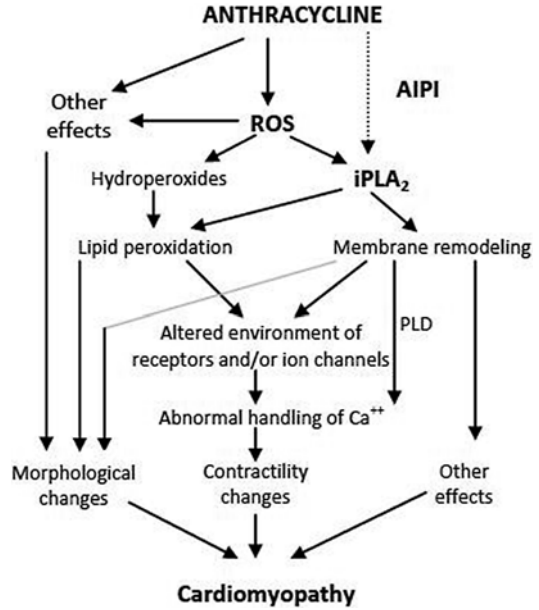 ANTHRACYCLINE
AIPI
Other
effects
ROS
Hydroperoxides
iPLA₂
Lipid peroxidation
Membrane remodeling
Altered environment of
receptors and/or ion channels
PLD
Abnormal handling of Ca⁺⁺
Morphological
changes
Contractility
changes
Other
effects
Cardiomyopathy